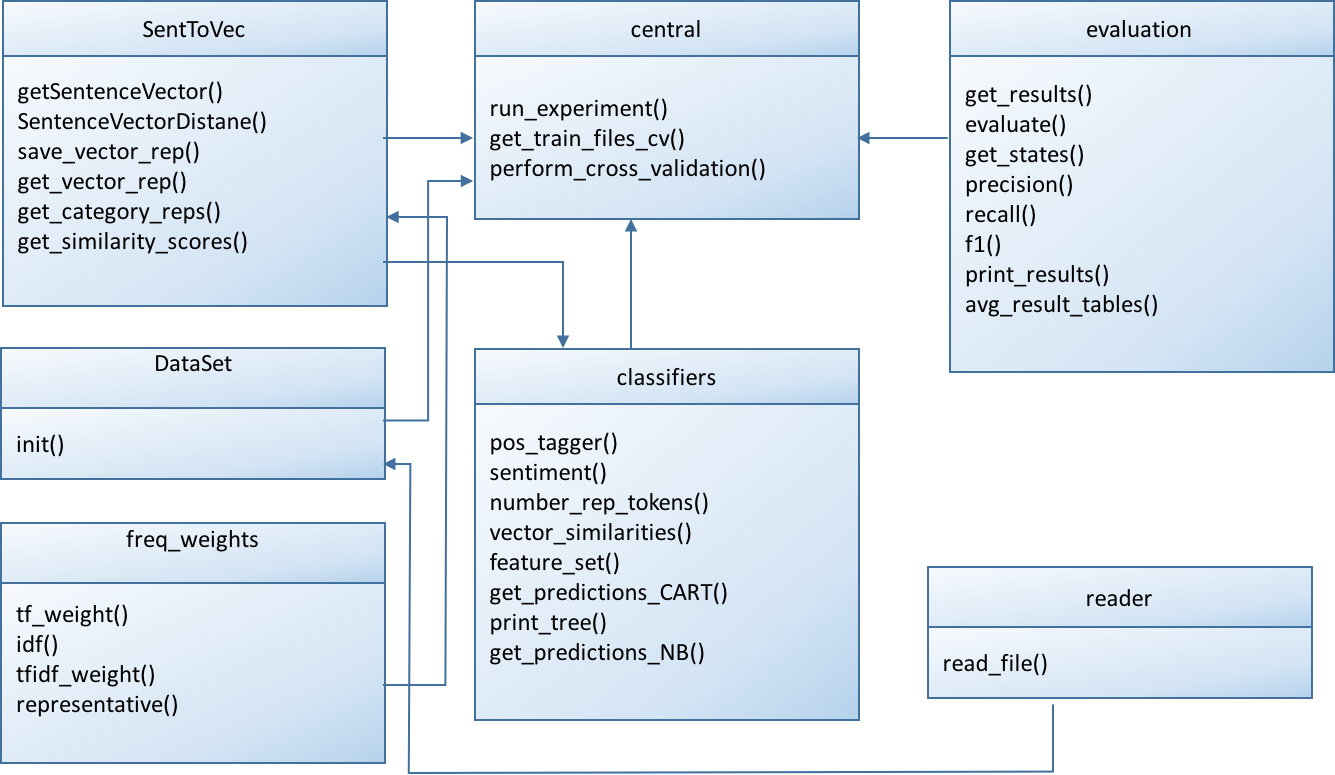 SentToVec
getSentenceVector()
SentenceVectorDistane()
save_vector_rep()
get_vector_rep()
get_category_reps()
get_similarity_scores()
central
run_experiment()
get_train_files_cv()
perform_cross_validation()
evaluation
get_results()
evaluate()
get_states()
precision()
recall()
f1()
print_results()
avg_result_tables()
DataSet
init()
classifiers
pos_tagger()
sentiment()
number_rep_tokens()
vector_similarities()
feature_set()
get_predictions_CART()
print_tree()
get_predictions_NB()
freq_weights
tf_weight()
idf()
tfidf_weight()
representative()
reader
read_file()